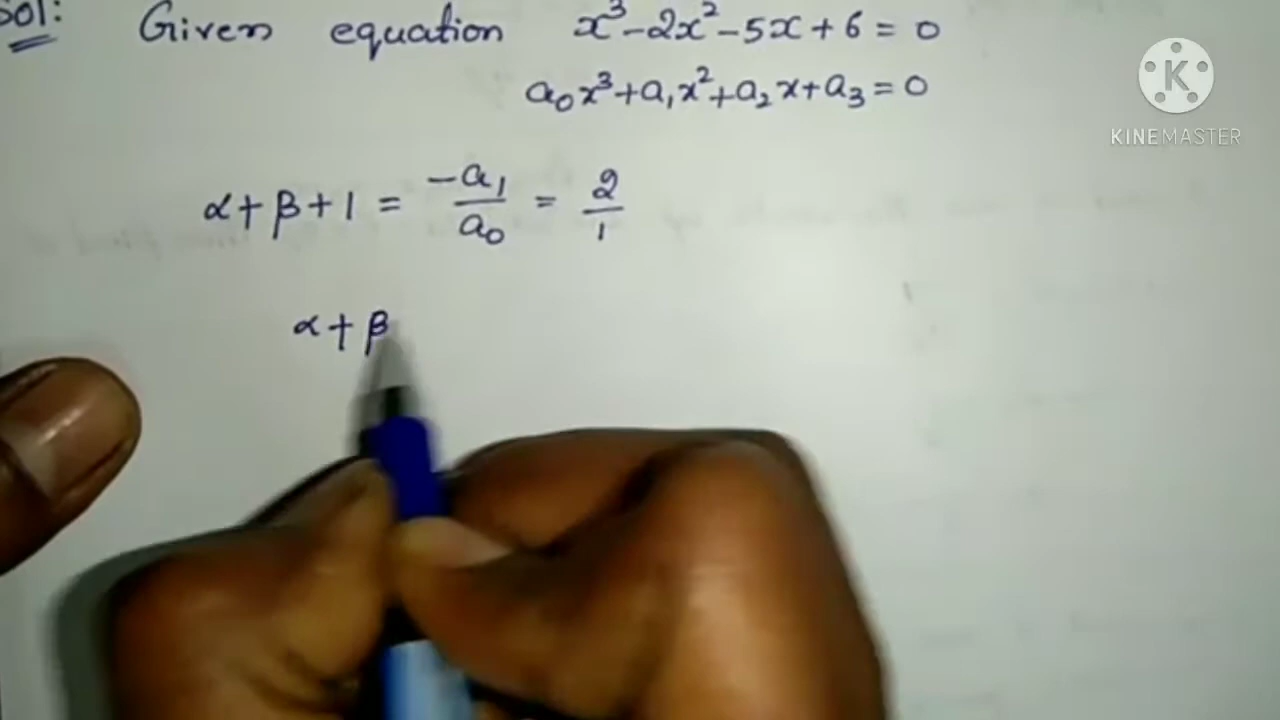 Sol: Given equation x³-2x²-5x+6=0
a₀x³+a₁x²+a₂x+a₃=0
K
KINEMASTER
α+β+1 = -a₁/a₀ = 2/1
α+β